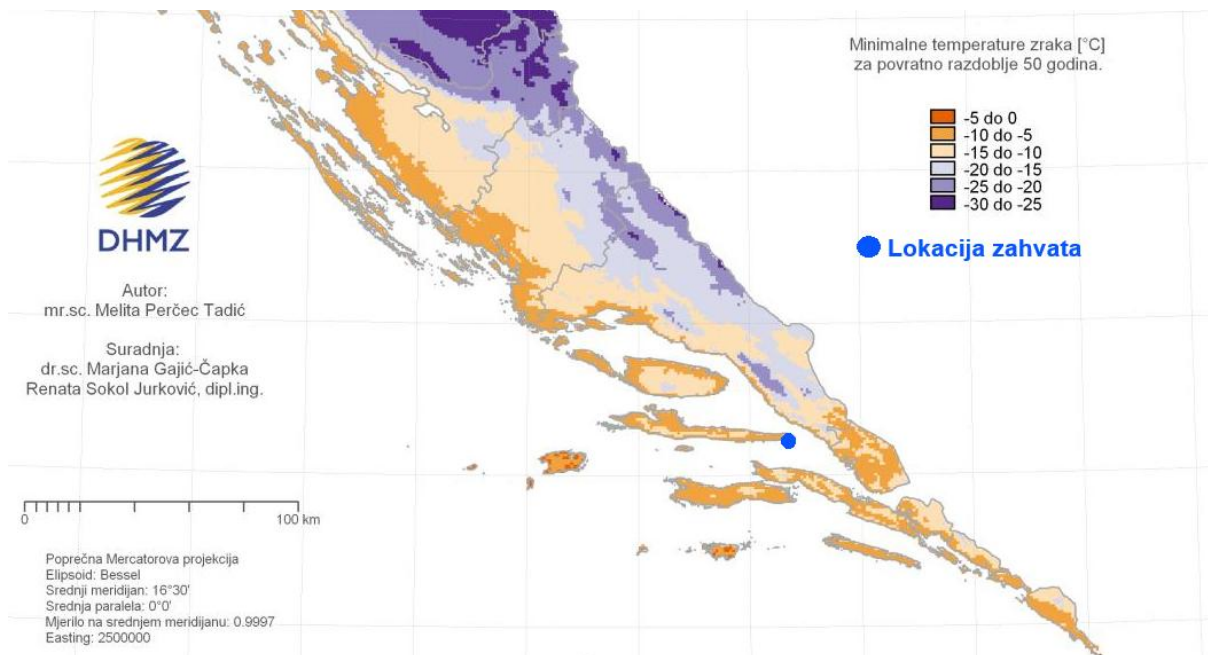 Minimalne temperature zraka [°C]
za povratno razdoblje 50 godina.
-5 do 0
-10 do -5
-15 do -10
-20 do -15
-25 do -20
-30 do -25
Lokacija zahvata
DHMZ
Autor:
mr.sc. Melita Perčec Tadić
Suradnja:
dr.sc. Marjana Gajić-Čapka
Renata Sokol Jurković, dipl.ing.
0 100 km
Poprečna Mercatorova projekcija
Elipsoid: Bessel
Srednji meridijan: 16°30'
Srednja paralela: 0°0'
Mjerilo na srednjem meridijanu: 0.9997
Easting: 2500000